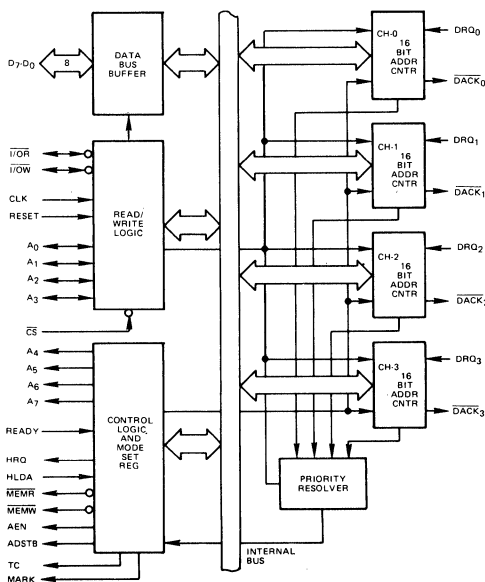 D7-D0
8
DATA
BUS
BUFFER
I/OR
I/OW
CLK
RESET
A0
A1
A2
A3
CS
READ/
WRITE
LOGIC
A4
A5
A6
A7
READY
HRQ
HLDA
MEMR
MEMW
AEN
ADSTB
TC
MARK
CONTROL
LOGIC
AND
MODE
SET
REG
INTERNAL
BUS
CH-0
16
BIT
ADDR
CNTR
DRQ0
DACK0
CH-1
16
BIT
ADDR
CNTR
DRQ1
DACK1
CH-2
16
BIT
ADDR
CNTR
DRQ2
DACK2
CH-3
16
BIT
ADDR
CNTR
DRQ3
DACK3
PRIORITY
RESOLVER